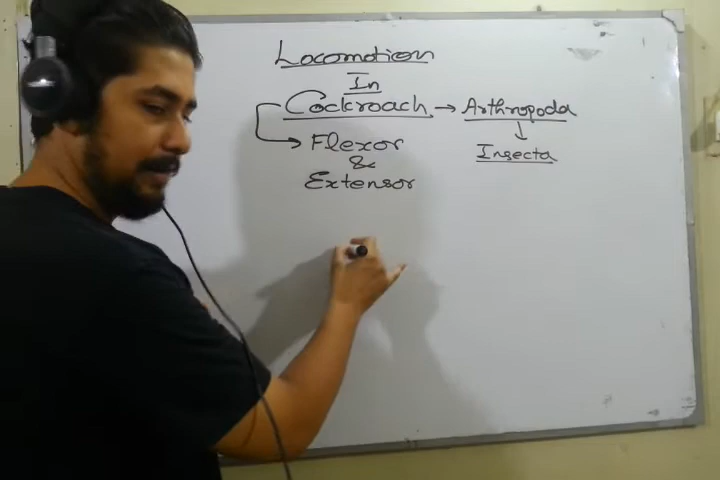 Locomotion
In
Cockroach → Arthropoda
↓
Flexor
Insecta
&
Extensor